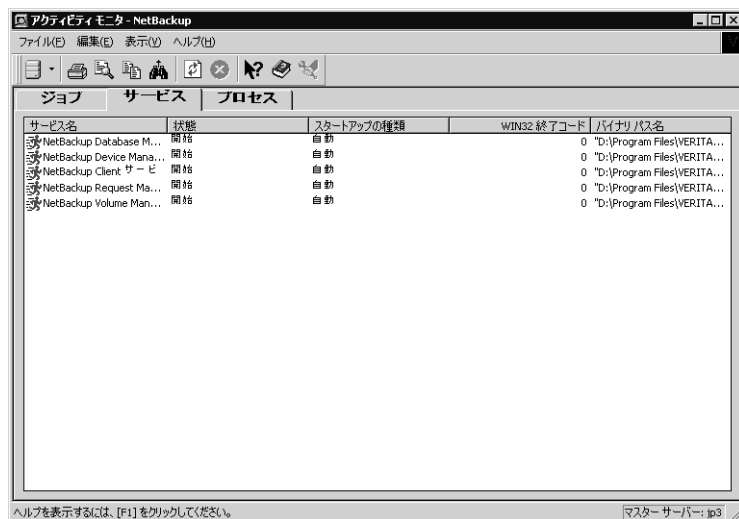 アクティビティ モニタ - NetBackup
ファイル(F) 編集(E) 表示(V) ヘルプ(H)
ジョブ サービス プロセス
サービス名 状態 スタートアップの種類 WIN32 終了コード バイナリ パス名
NetBackup Database M... 開始 自動 0 "D:\Program Files\VERITA...
NetBackup Device Mana... 開始 自動 0 "D:\Program Files\VERITA...
NetBackup Client サービ 開始 自動 0 "D:\Program Files\VERITA...
NetBackup Request Ma... 開始 自動 0 "D:\Program Files\VERITA...
NetBackup Volume Man... 開始 自動 0 "D:\Program Files\VERITA...
ヘルプを表示するには、[F1] をクリックしてください。 マスター サーバー: jp3